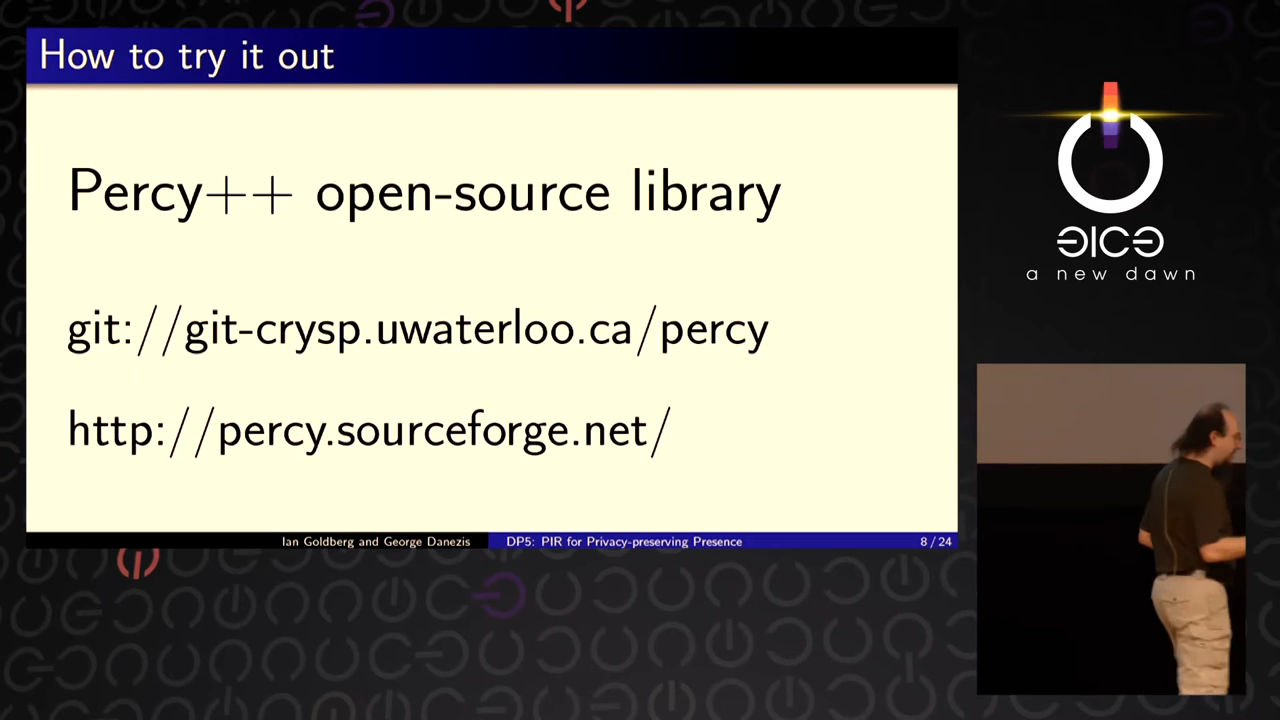 How to try it out
Percy++ open-source library
git://git-crysp.uwaterloo.ca/percy
http://percy.sourceforge.net/
Ian Goldberg and George Danezis
DP5: PIR for Privacy-preserving Presence
8 / 24
31C3
a new dawn